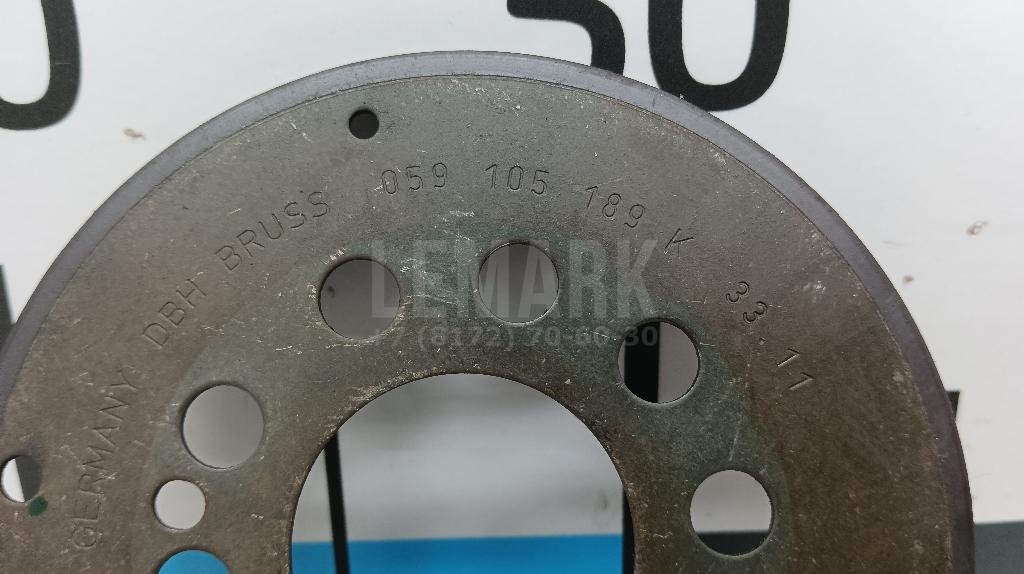 GERMANY DBH BRUSS 059 105 189 K 33.11
LEMARK
+7 (8172) 70-60-30